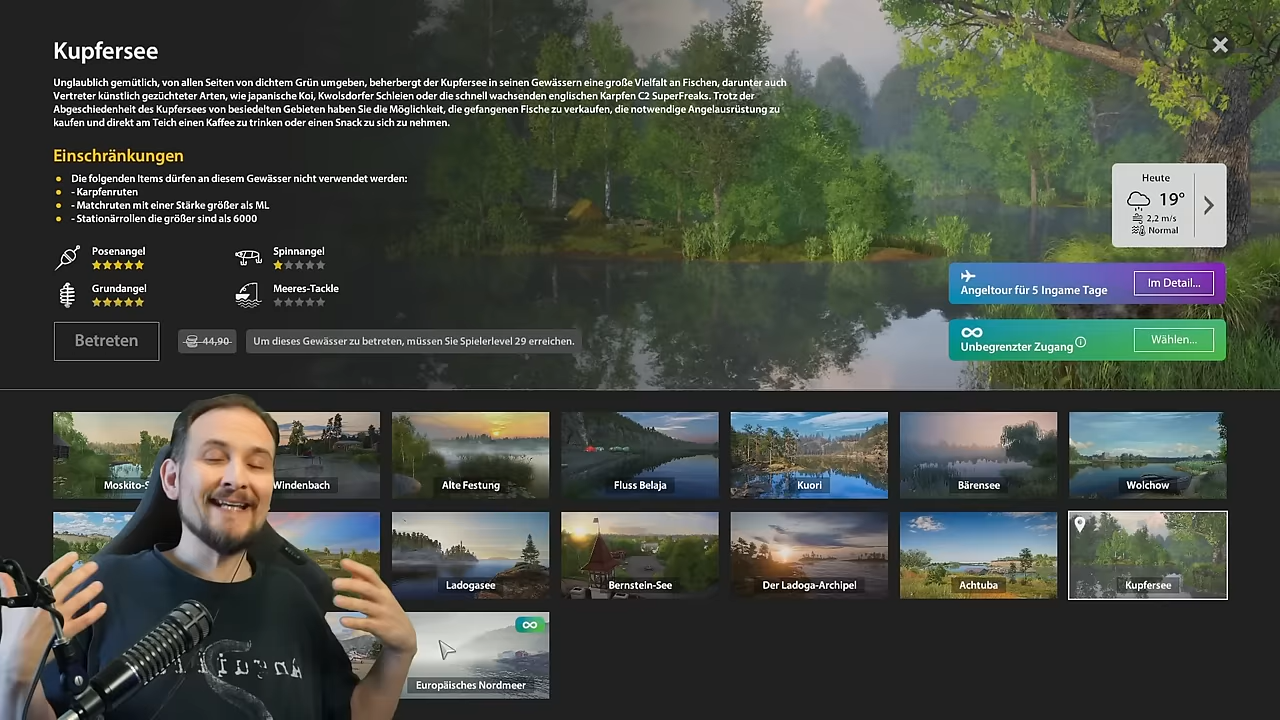 Kupfersee
Unglaublich gemütlich, von allen Seiten von dichtem Grün umgeben, beherbergt der Kupfersee in seinen Gewässern eine große Vielfalt an Fischen, darunter auch
Vertreter künstlich gezüchteter Arten, wie japanische Koi, Kwolsdorfer Schleien oder die schnell wachsenden englischen Karpfen C2 SuperFreaks. Trotz der
Abgeschiedenheit des Kupfersees von besiedelten Gebieten haben Sie die Möglichkeit, die gefangenen Fische zu verkaufen, die notwendige Angelausrüstung zu
kaufen und direkt am Teich einen Kaffee zu trinken oder einen Snack zu sich zu nehmen.
Einschränkungen
Die folgenden Items dürfen an diesem Gewässer nicht verwendet werden:
- Karpfenruten
- Matchruten mit einer Stärke größer als ML
- Stationärrollen die größer sind als 6000
Posenangel
Spinnangel
Grundangel
Meeres-Tackle
Betreten
44,90
Um dieses Gewässer zu betreten, müssen Sie Spielerlevel 29 erreichen.
Heute
19°
2,2 m/s
Normal
Angeltour für 5 Ingame Tage
Im Detail...
Unbegrenzter Zugang
Wählen...
Moskito-S
Windenbach
Alte Festung
Fluss Belaja
Kuori
Bärensee
Wolchow
Ladogasee
Bernstein-See
Der Ladoga-Archipel
Achtuba
Kupfersee
Europäisches Nordmeer